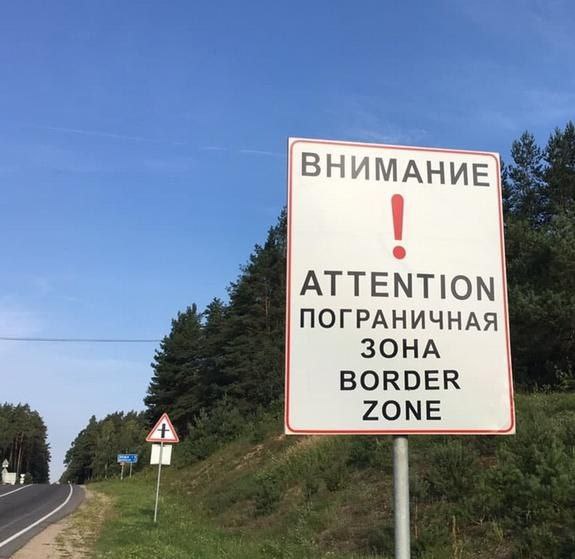 ВНИМАНИЕ
!
ATTENTION
ПОГРАНИЧНАЯ
ЗОНА
BORDER
ZONE